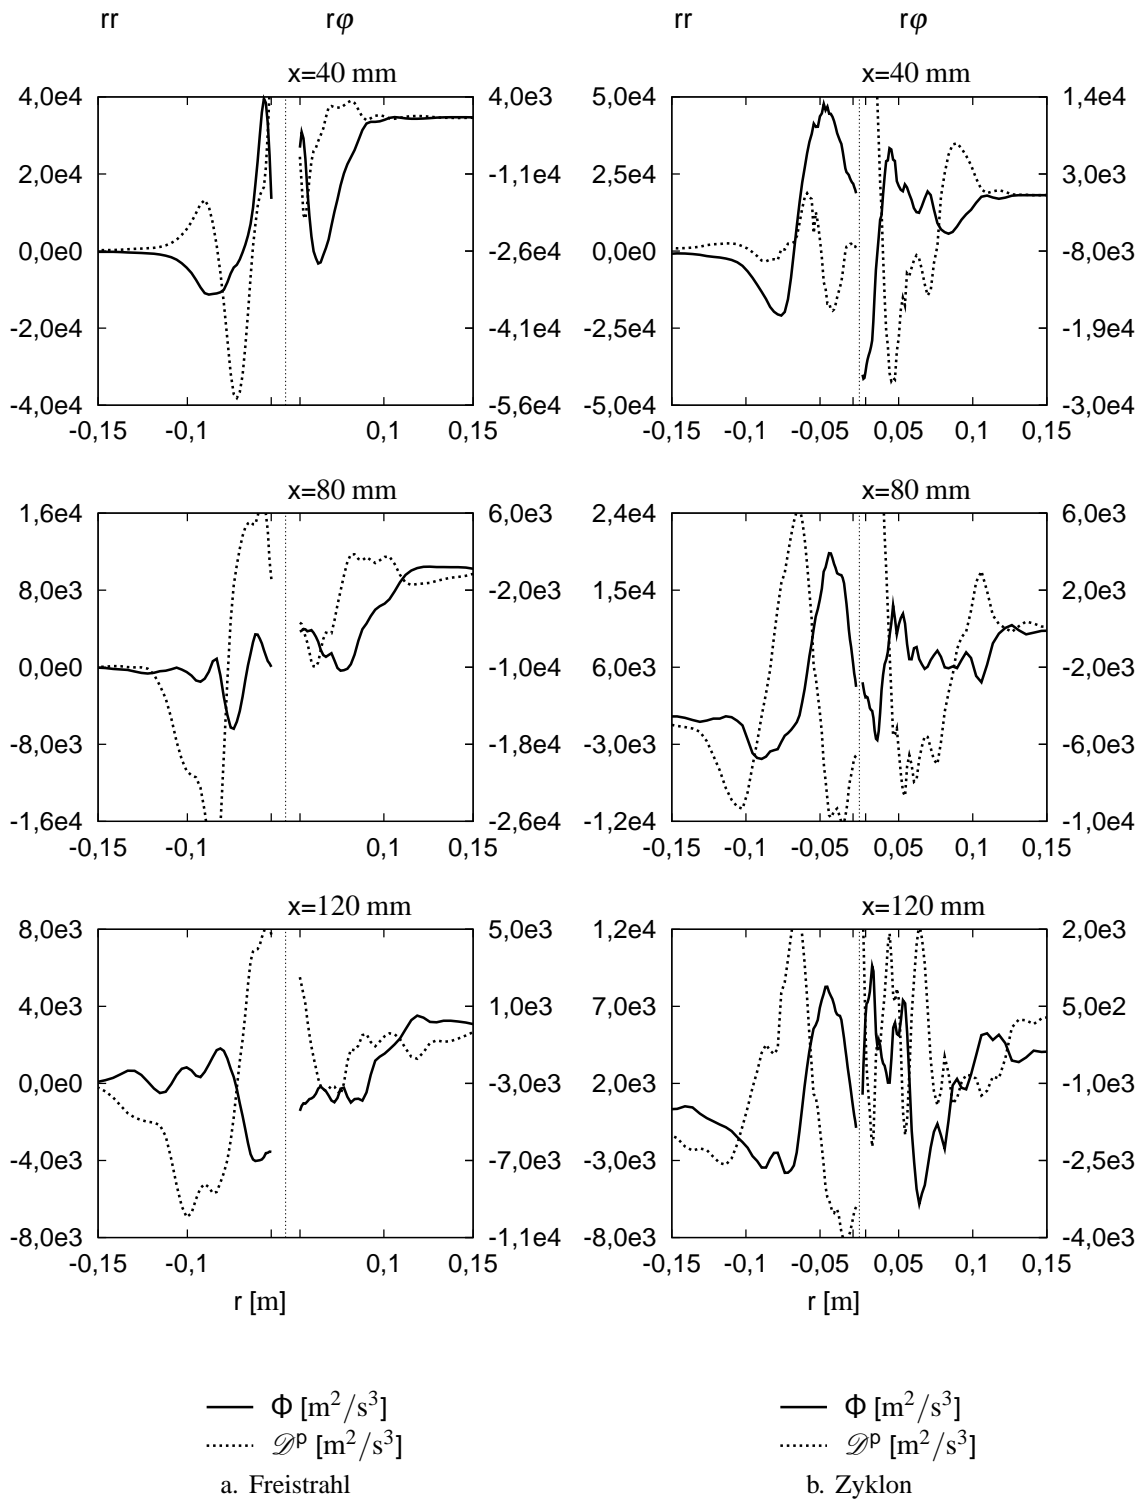 rr rφ rr rφ
x=40 mm x=40 mm
4,0e4 4,0e3 5,0e4 1,4e4
2,0e4 -1,1e4 2,5e4 3,0e3
0,0e0 -2,6e4 0,0e0 -8,0e3
-2,0e4 -4,1e4 -2,5e4 -1,9e4
-4,0e4 -5,6e4 -5,0e4 -3,0e4
-0,15 -0,1 0,1 0,15 -0,15 -0,1 -0,05 0,05 0,1 0,15
x=80 mm x=80 mm
1,6e4 6,0e3 2,4e4 6,0e3
8,0e3 -2,0e3 1,5e4 2,0e3
0,0e0 -1,0e4 6,0e3 -2,0e3
-8,0e3 -1,8e4 -3,0e3 -6,0e3
-1,6e4 -2,6e4 -1,2e4 -1,0e4
-0,15 -0,1 0,1 0,15 -0,15 -0,1 -0,05 0,05 0,1 0,15
x=120 mm x=120 mm
8,0e3 5,0e3 1,2e4 2,0e3
4,0e3 1,0e3 7,0e3 5,0e2
0,0e0 -3,0e3 2,0e3 -1,0e3
-4,0e3 -7,0e3 -3,0e3 -2,5e3
-8,0e3 -1,1e4 -8,0e3 -4,0e3
-0,15 -0,1 0,1 0,15 -0,15 -0,1 -0,05 0,05 0,1 0,15
r [m] r [m]
Φ [m²/s³] Φ [m²/s³]
𝒟ᵖ [m²/s³] 𝒟ᵖ [m²/s³]
a. Freistrahl b. Zyklon